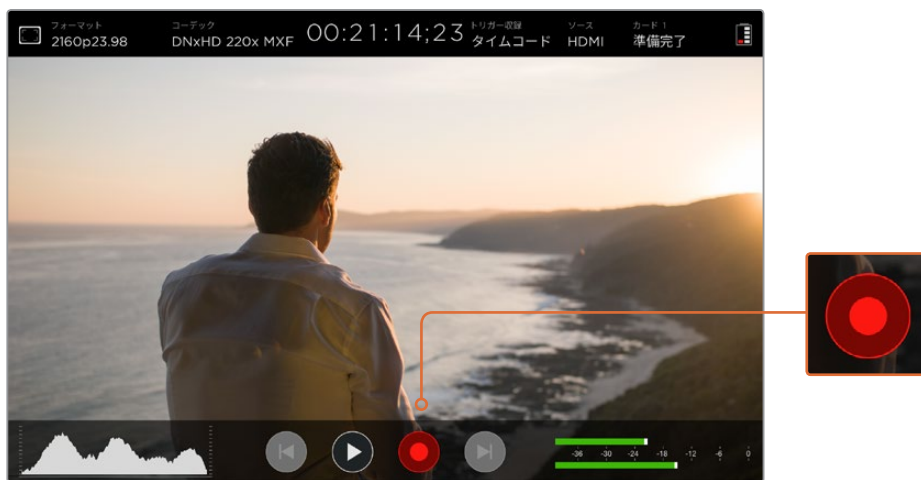 フォーマット
2160p23.98
コーデック
DNxHD 220x MXF
00:21:14;23
トリガー収録
タイムコード
ソース
HDMI
カード 1
準備完了
-36 -30 -24 -18 -12 -6 0